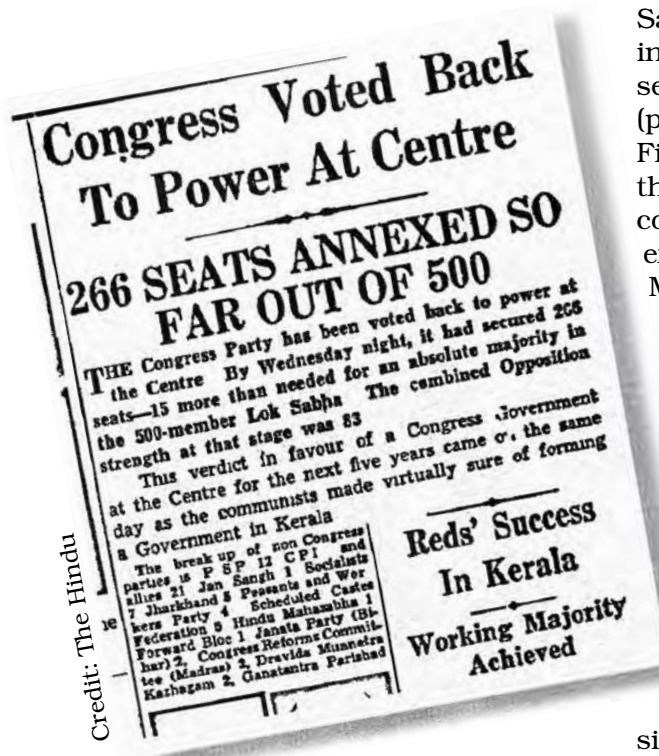 Congress Voted Back
To Power At Centre
266 SEATS ANNEXED SO
FAR OUT OF 500
THE Congress Party has been voted back to power at
the Centre By Wednesday night, it had secured 266
seats—15 more than needed for an absolute majority in
the 500-member Lok Sabha The combined Opposition
strength at that stage was 83
This verdict in favour of a Congress Government
at the Centre for the next five years came on the same
day as the communists made virtually sure of forming
a Government in Kerala
The break up of non Congress
parties is P S P 12 C P I and
allies 21 Jan Sangh 1 Socialists
7 Jharkhand 5 Peasants and Wor
kers Party 4 Scheduled Castes
Federation 5 Hindu Mahasabha 1
Forward Bloc 1 Janata Party (Bi-
har) 2, Congress Reforms Commit-
tee (Madras) 2, Dravida Munnetra
Kazhagam 2, Ganatantra Parishad
Reds' Success
In Kerala
Working Majority
Achieved
Credit: The Hindu
Sa
in
se
(p
Fi
th
co
e
M
si